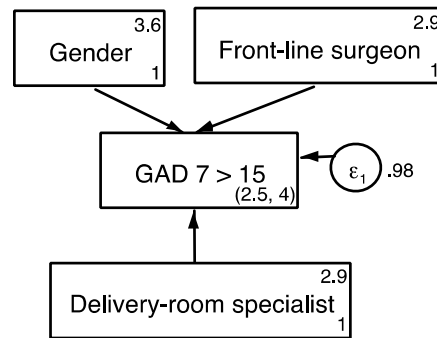 3.6
Gender
1
2.9
Front-line surgeon
1
GAD 7 > 15
(2.5, 4)
ε₁ .98
2.9
Delivery-room specialist
1